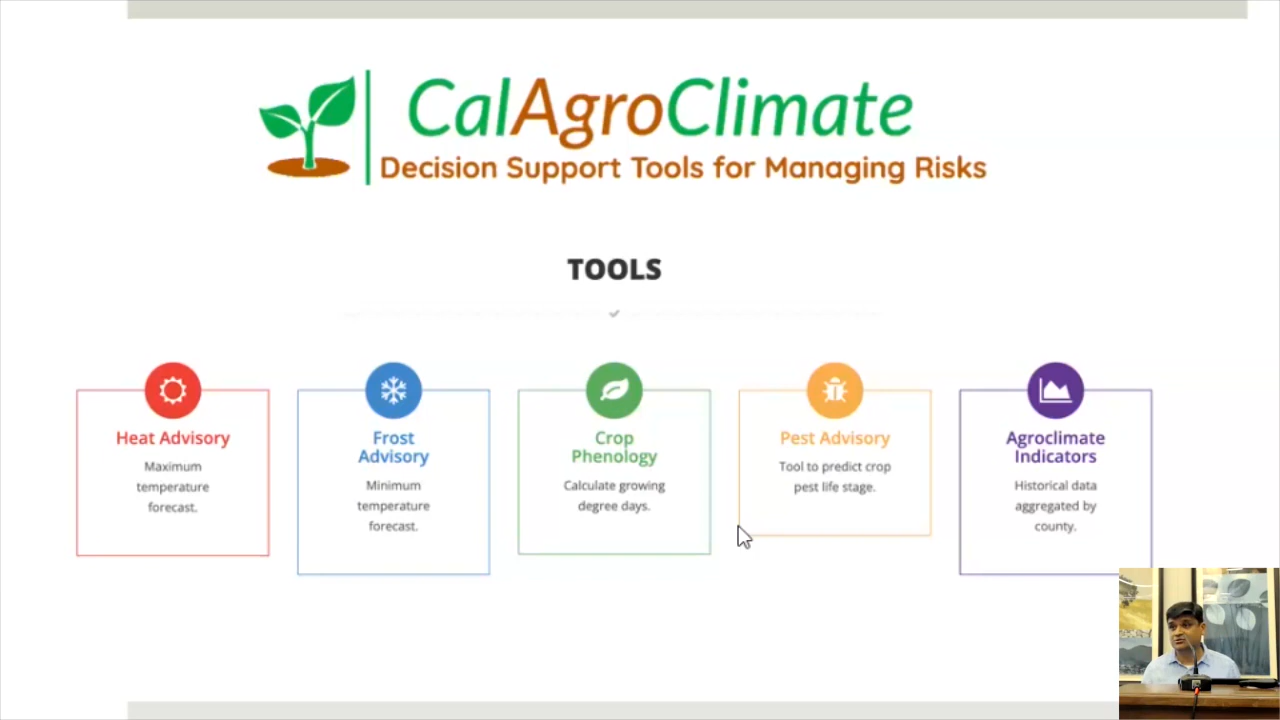 CalAgroClimate
Decision Support Tools for Managing Risks
TOOLS
Heat Advisory
Maximum
temperature
forecast.
Frost
Advisory
Minimum
temperature
forecast.
Crop
Phenology
Calculate growing
degree days.
Pest Advisory
Tool to predict crop
pest life stage.
Agroclimate
Indicators
Historical data
aggregated by
county.